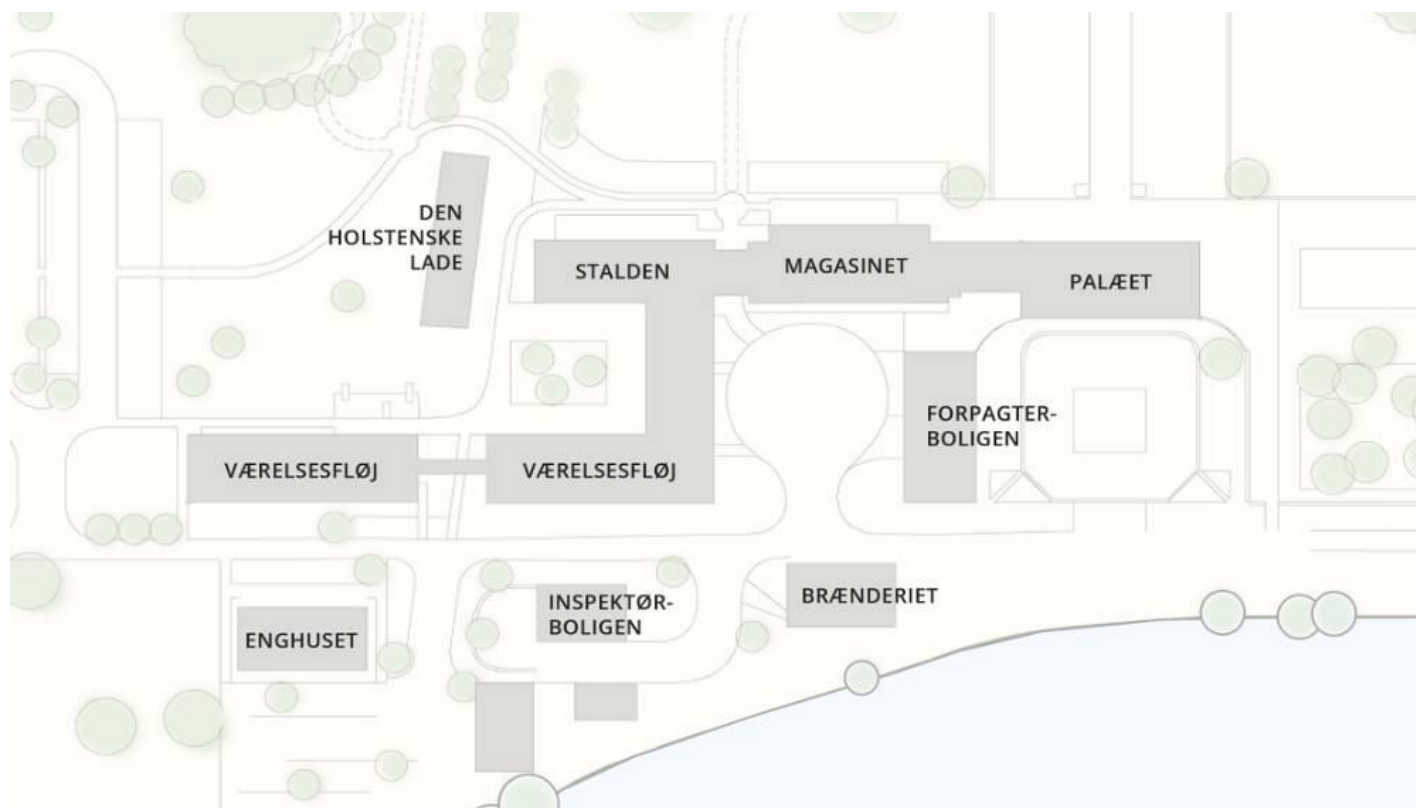 DEN
HOLSTENSKE
LADE
STALDEN
MAGASINET
PALÆET
FORPAGTER-
BOLIGEN
VÆRELSESFLØJ
VÆRELSESFLØJ
INSPEKTØR-
BOLIGEN
BRÆNDERIET
ENGHUSET